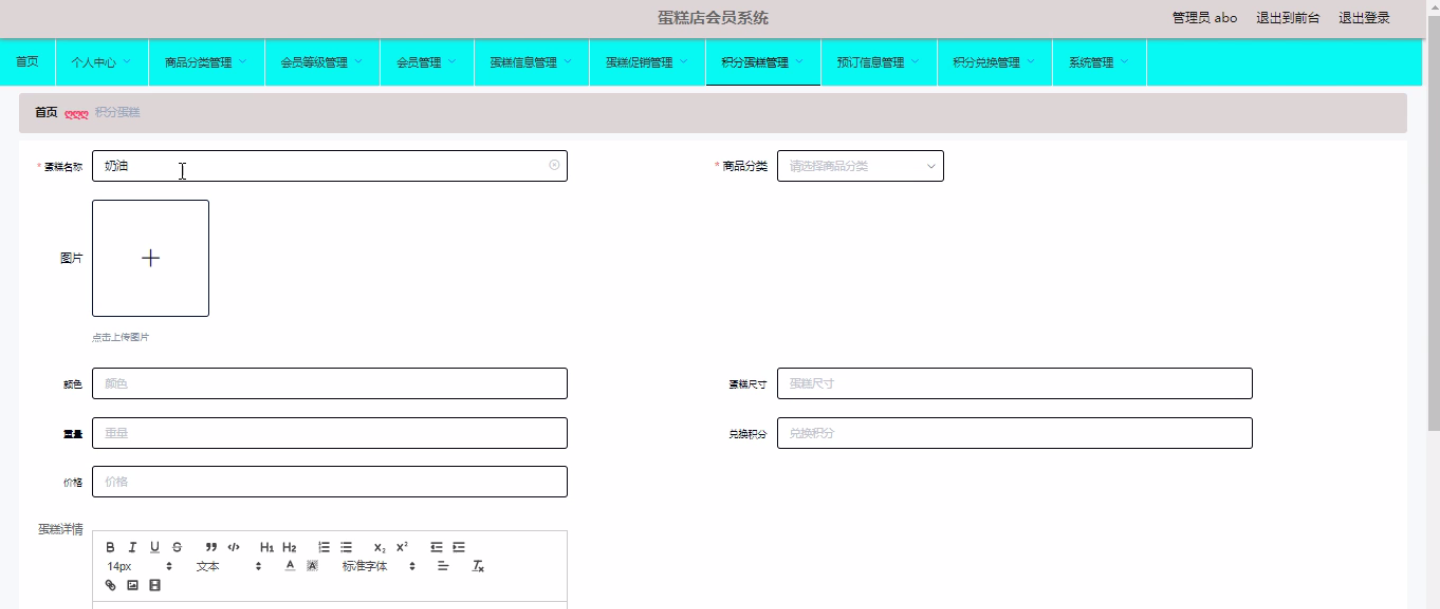 蛋糕店会员系统
管理员 abo 退出到前台 退出登录
首页 个人中心 商品分类管理 会员等级管理 会员管理 蛋糕信息管理 蛋糕促销管理 积分蛋糕管理 预订信息管理 积分兑换管理 系统管理
首页 ღღღ 积分蛋糕
* 蛋糕名称 奶油 * 商品分类 请选择商品分类
图片
点击上传图片
颜色 颜色 蛋糕尺寸 蛋糕尺寸
重量 重量 兑换积分 兑换积分
价格 价格
蛋糕详情
14px 文本 标准字体